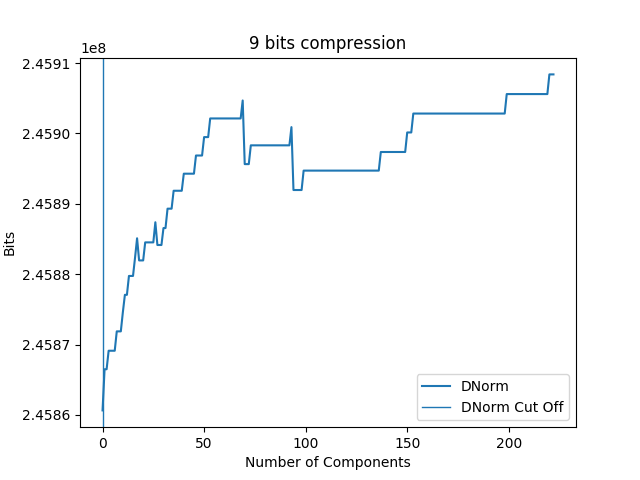 9 bits compression
1e8
2.4591
2.4590
2.4589
2.4588
2.4587
2.4586
Bits
0 50 100 150 200
Number of Components
DNorm
DNorm Cut Off